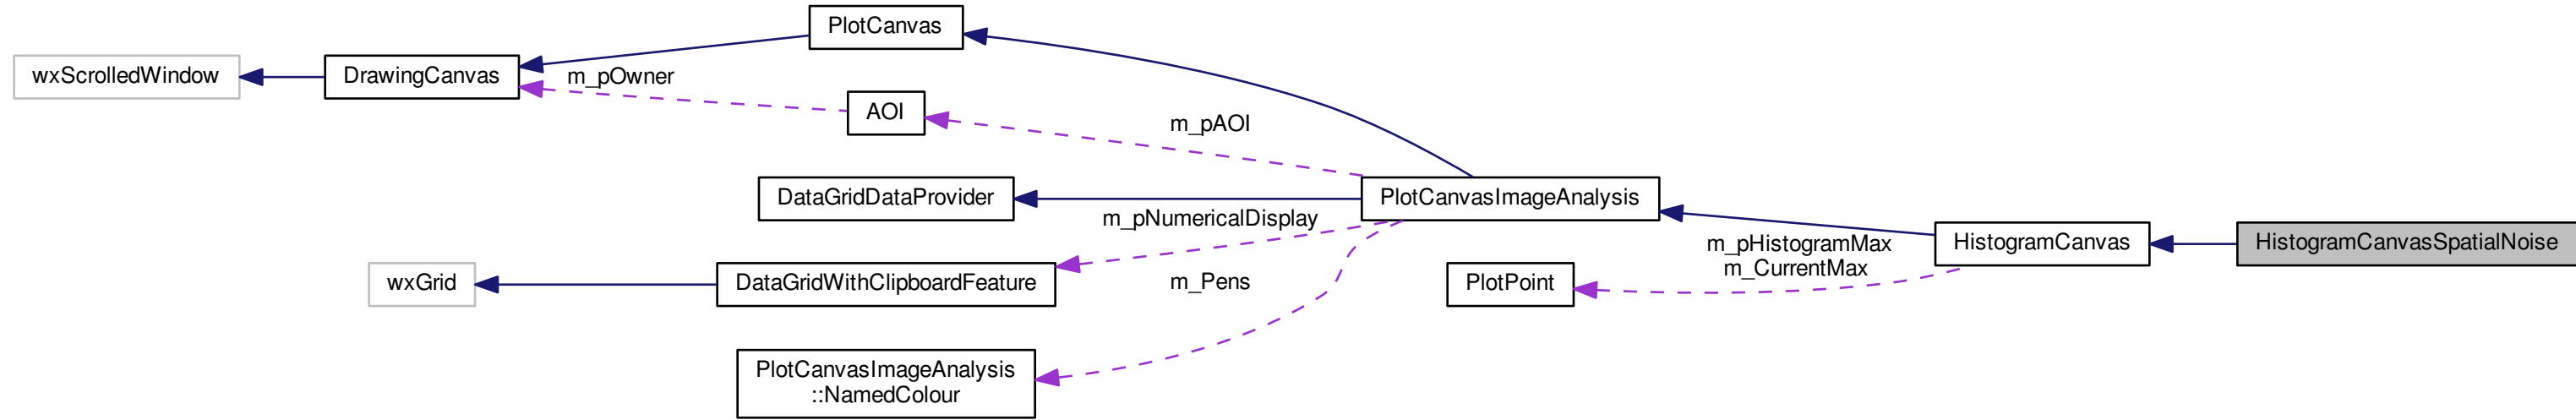 PlotCanvas
wxScrolledWindow
DrawingCanvas
m_pOwner
AOI
m_pAOI
DataGridDataProvider
PlotCanvasImageAnalysis
m_pNumericalDisplay
m_pHistogramMax
m_CurrentMax
HistogramCanvas
HistogramCanvasSpatialNoise
wxGrid
DataGridWithClipboardFeature
m_Pens
PlotPoint
PlotCanvasImageAnalysis
::NamedColour